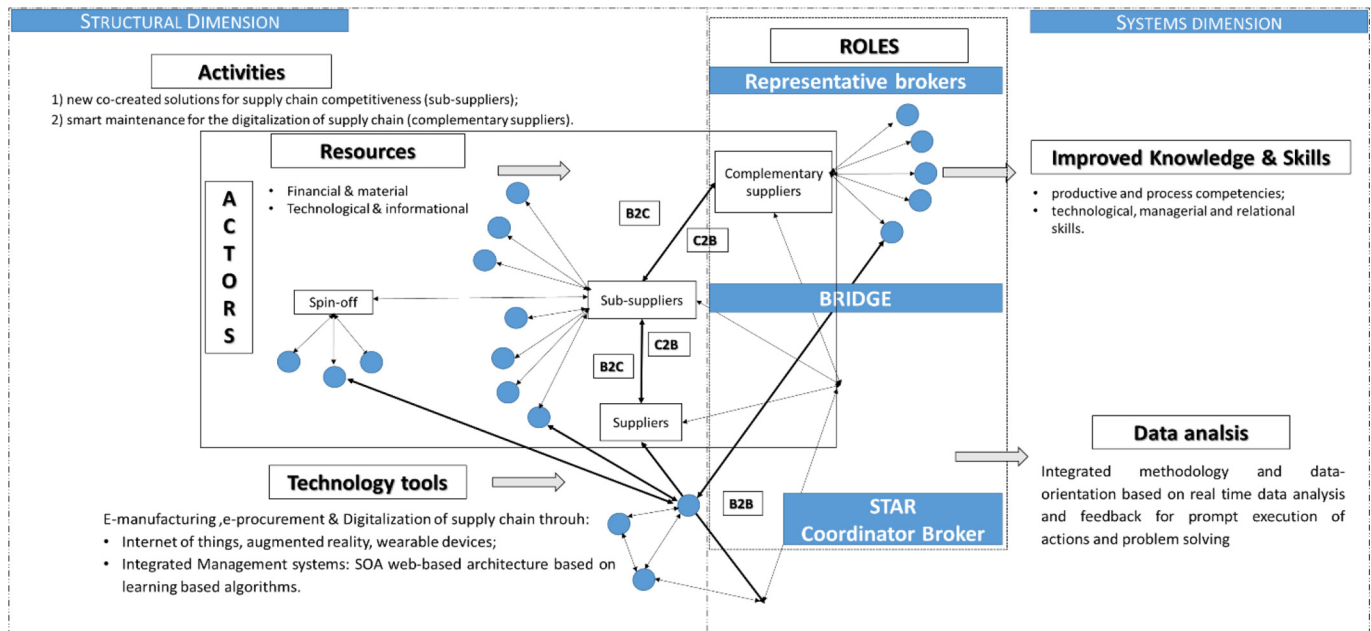 STRUCTURAL DIMENSION
SYSTEMS DIMENSION
ROLES
Activities
Representative brokers
1) new co-created solutions for supply chain competitiveness (sub-suppliers);
2) smart maintenance for the digitalization of supply chain (complementary suppliers).
Resources
• Financial & material
• Technological & informational
A
C
T
O
R
S
Complementary
suppliers
Improved Knowledge & Skills
• productive and process competencies;
• technological, managerial and relational
skills.
B2C
C2B
Spin-off
Sub-suppliers
BRIDGE
C2B
B2C
Suppliers
Data analsis
Technology tools
Integrated methodology and data-
orientation based on real time data analysis
and feedback for prompt execution of
actions and problem solving
B2B
STAR
Coordinator Broker
E-manufacturing ,e-procurement & Digitalization of supply chain throuh:
• Internet of things, augmented reality, wearable devices;
• Integrated Management systems: SOA web-based architecture based on
learning based algorithms.